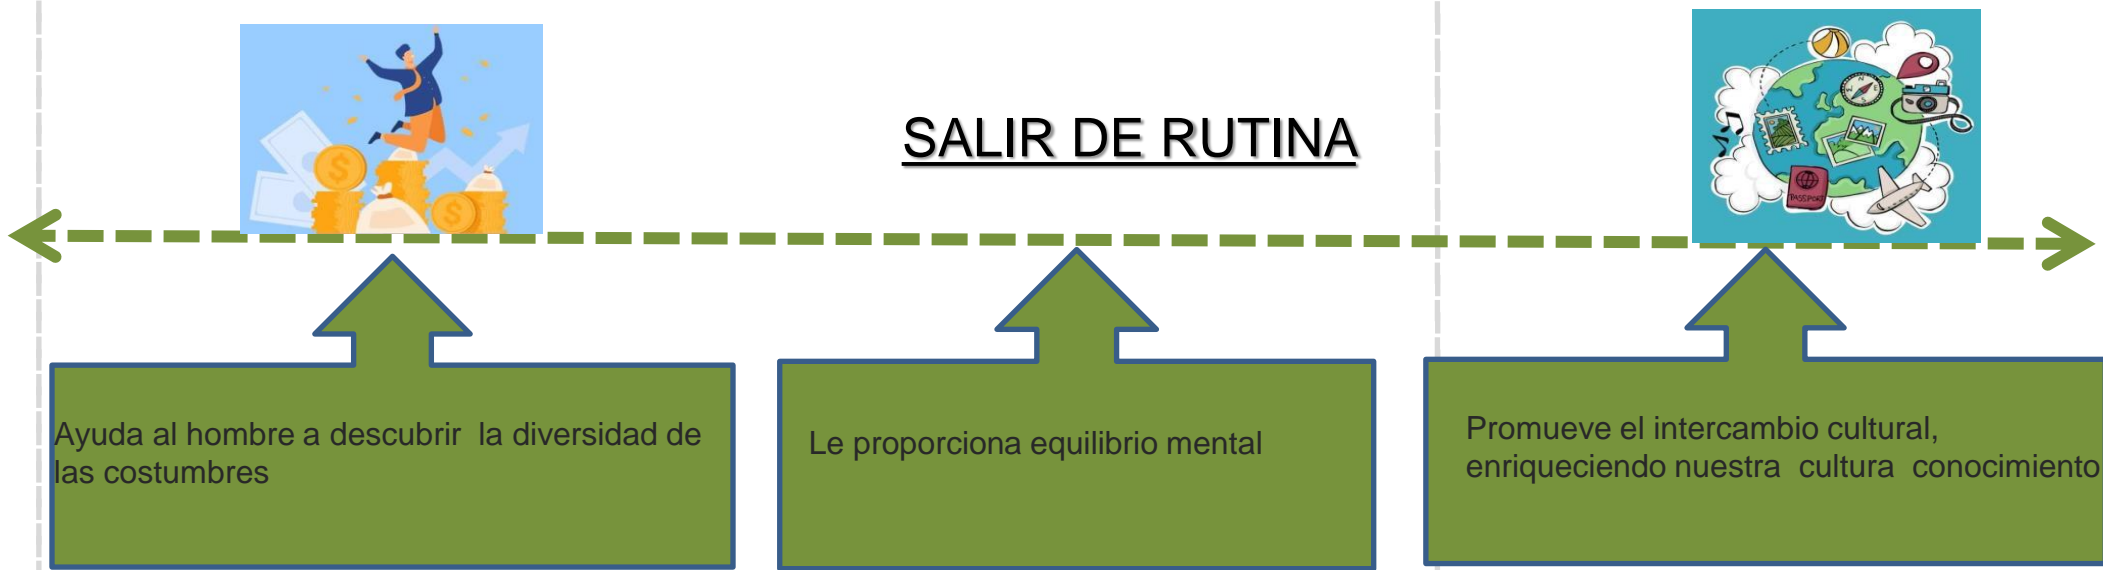 SALIR DE RUTINA
Ayuda al hombre a descubrir la diversidad de
las costumbres
Le proporciona equilibrio mental
Promueve el intercambio cultural,
enriqueciendo nuestra cultura conocimiento
$
$
PASSPORT
N
E
S
W